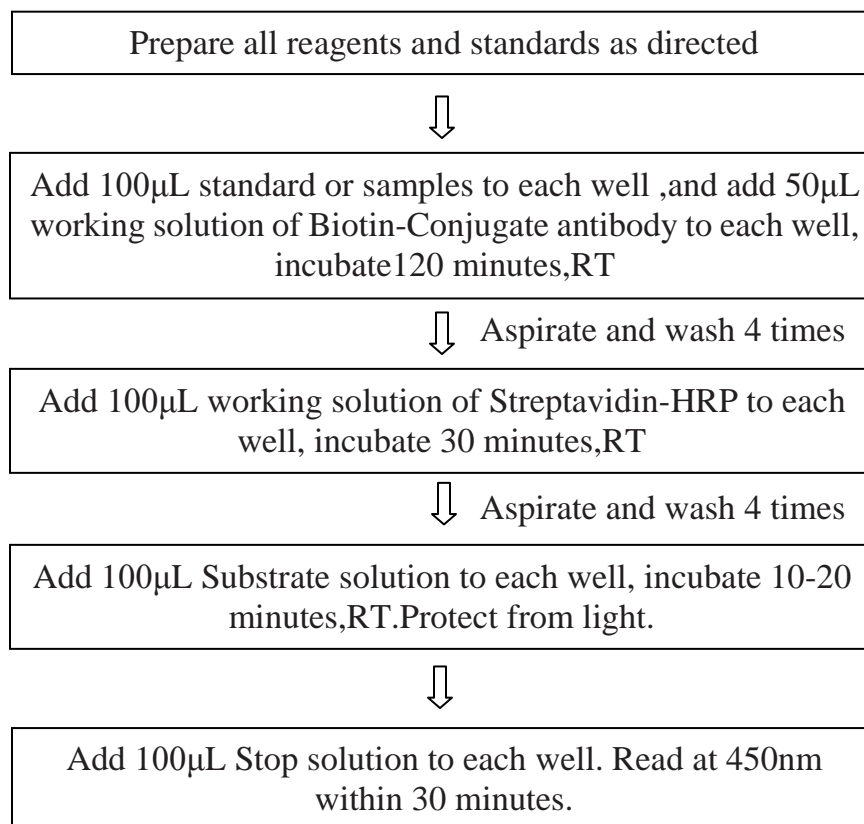 Prepare all reagents and standards as directed
Add 100μL standard or samples to each well ,and add 50μL
working solution of Biotin-Conjugate antibody to each well,
incubate120 minutes,RT
Aspirate and wash 4 times
Add 100μL working solution of Streptavidin-HRP to each
well, incubate 30 minutes,RT
Aspirate and wash 4 times
Add 100μL Substrate solution to each well, incubate 10-20
minutes,RT.Protect from light.
Add 100μL Stop solution to each well. Read at 450nm
within 30 minutes.